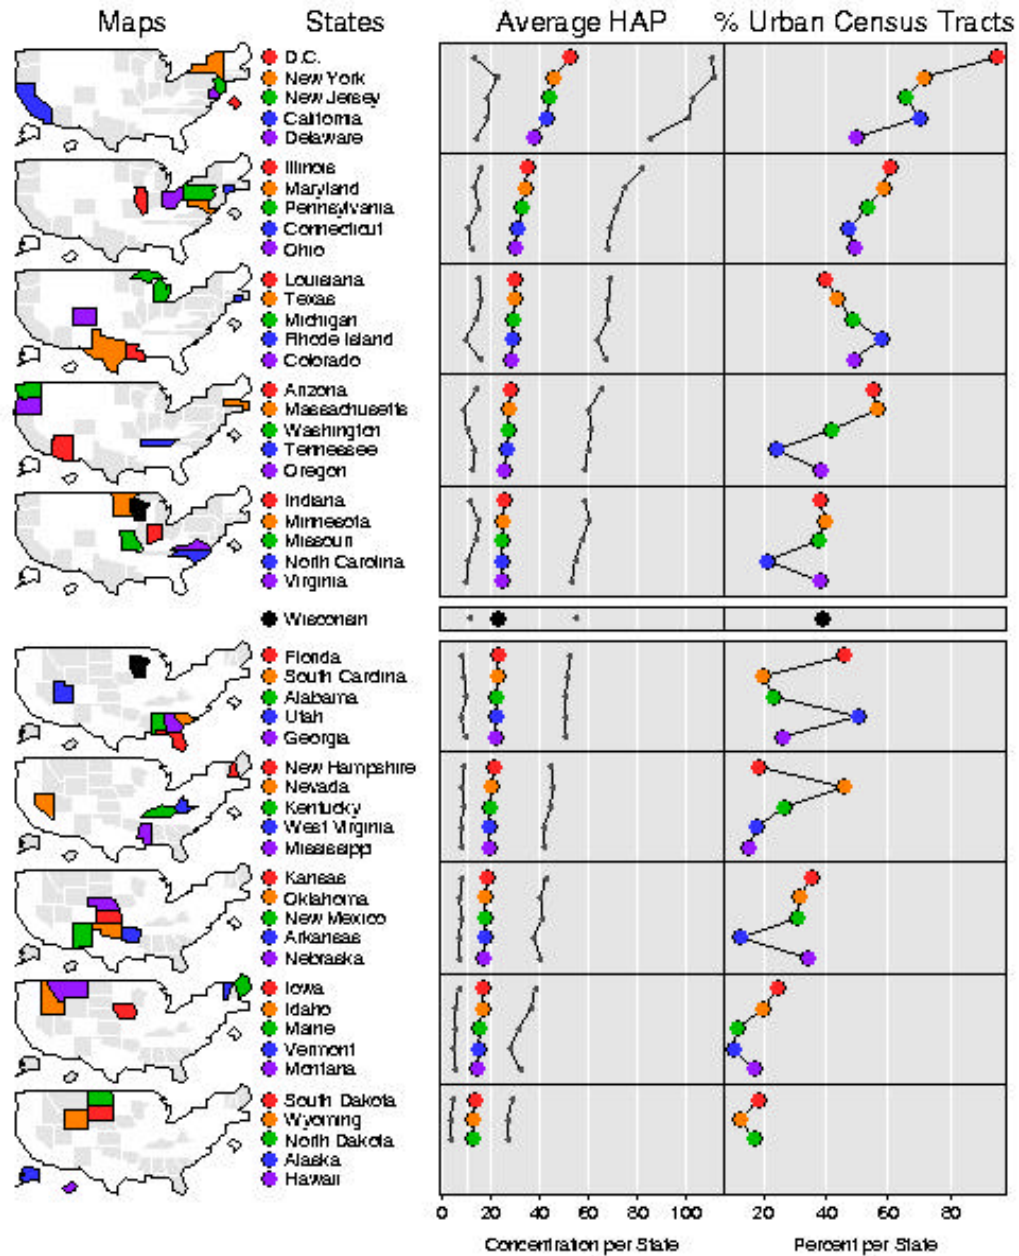 Maps States Average HAP % Urban Census Tracts
D.C.
New York
New Jersey
California
Delaware
Illinois
Maryland
Pennsylvania
Connecticut
Ohio
Louisiana
Texas
Michigan
Rhode Island
Colorado
Arizona
Massachusetts
Washington
Tennessee
Oregon
Indiana
Minnesota
Missouri
North Carolina
Virginia
Wisconsin
Florida
South Carolina
Alabama
Utah
Georgia
New Hampshire
Nevada
Kentucky
West Virginia
Mississippi
Kansas
Oklahoma
New Mexico
Arkansas
Nebraska
Iowa
Idaho
Maine
Vermont
Montana
South Dakota
Wyoming
North Dakota
Alaska
Hawaii
0 20 40 60 80 100 20 40 60 80
Concentration per State Percent per State